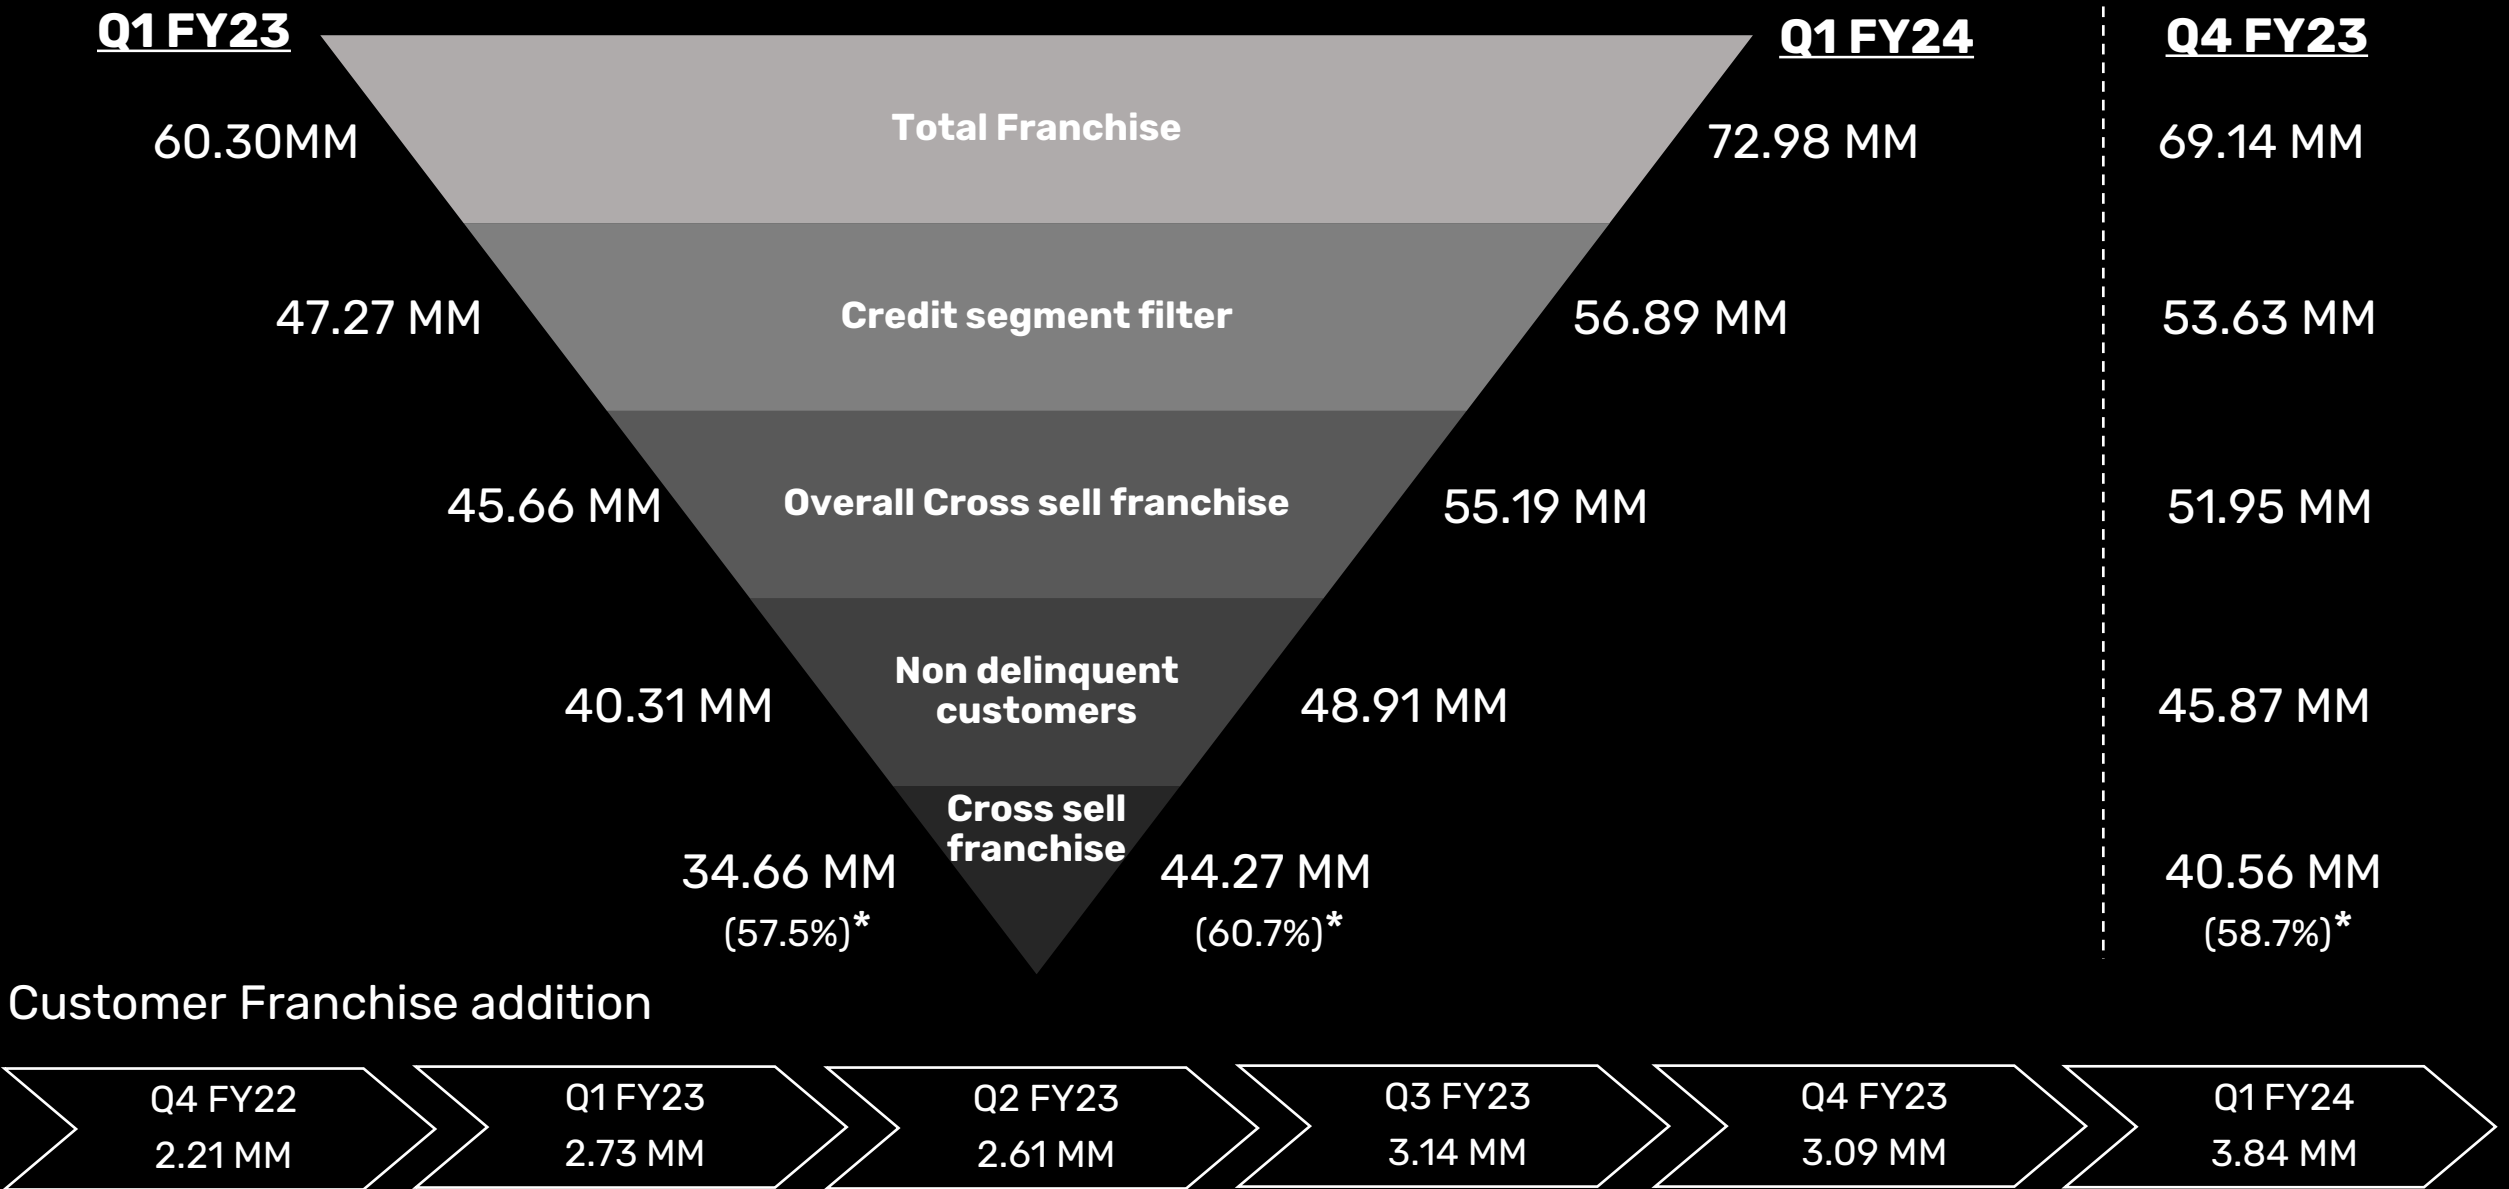 Q1 FY23
Q1 FY24
Q4 FY23
60.30MM
Total Franchise
72.98 MM
69.14 MM
47.27 MM
Credit segment filter
56.89 MM
53.63 MM
45.66 MM
Overall Cross sell franchise
55.19 MM
51.95 MM
40.31 MM
Non delinquent
customers
48.91 MM
45.87 MM
Cross sell
franchise
34.66 MM
(57.5%)*
44.27 MM
(60.7%)*
40.56 MM
(58.7%)*
Customer Franchise addition
Q4 FY22
2.21 MM
Q1 FY23
2.73 MM
Q2 FY23
2.61 MM
Q3 FY23
3.14 MM
Q4 FY23
3.09 MM
Q1 FY24
3.84 MM